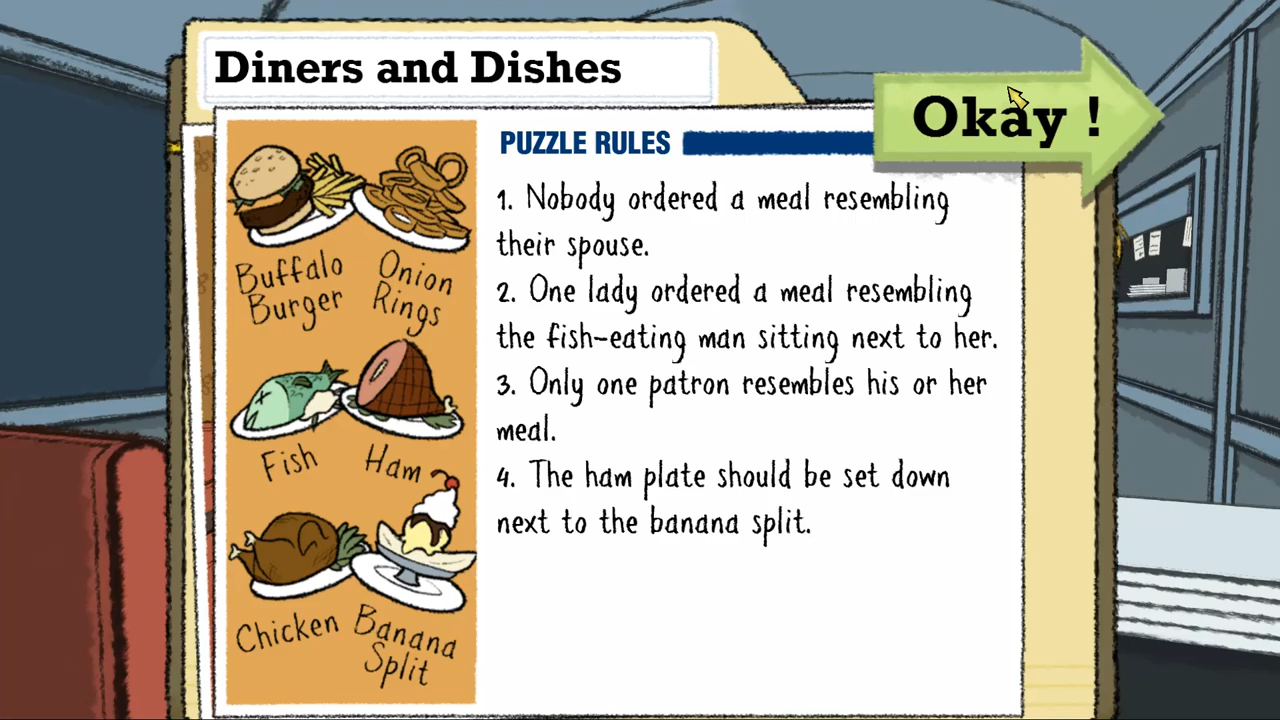 Diners and Dishes
Okay !
PUZZLE RULES
1. Nobody ordered a meal resembling
their spouse.
2. One lady ordered a meal resembling
the fish-eating man sitting next to her.
3. Only one patron resembles his or her
meal.
4. The ham plate should be set down
next to the banana split.
Buffalo
Burger
Onion
Rings
Fish
Ham
Chicken
Banana
Split